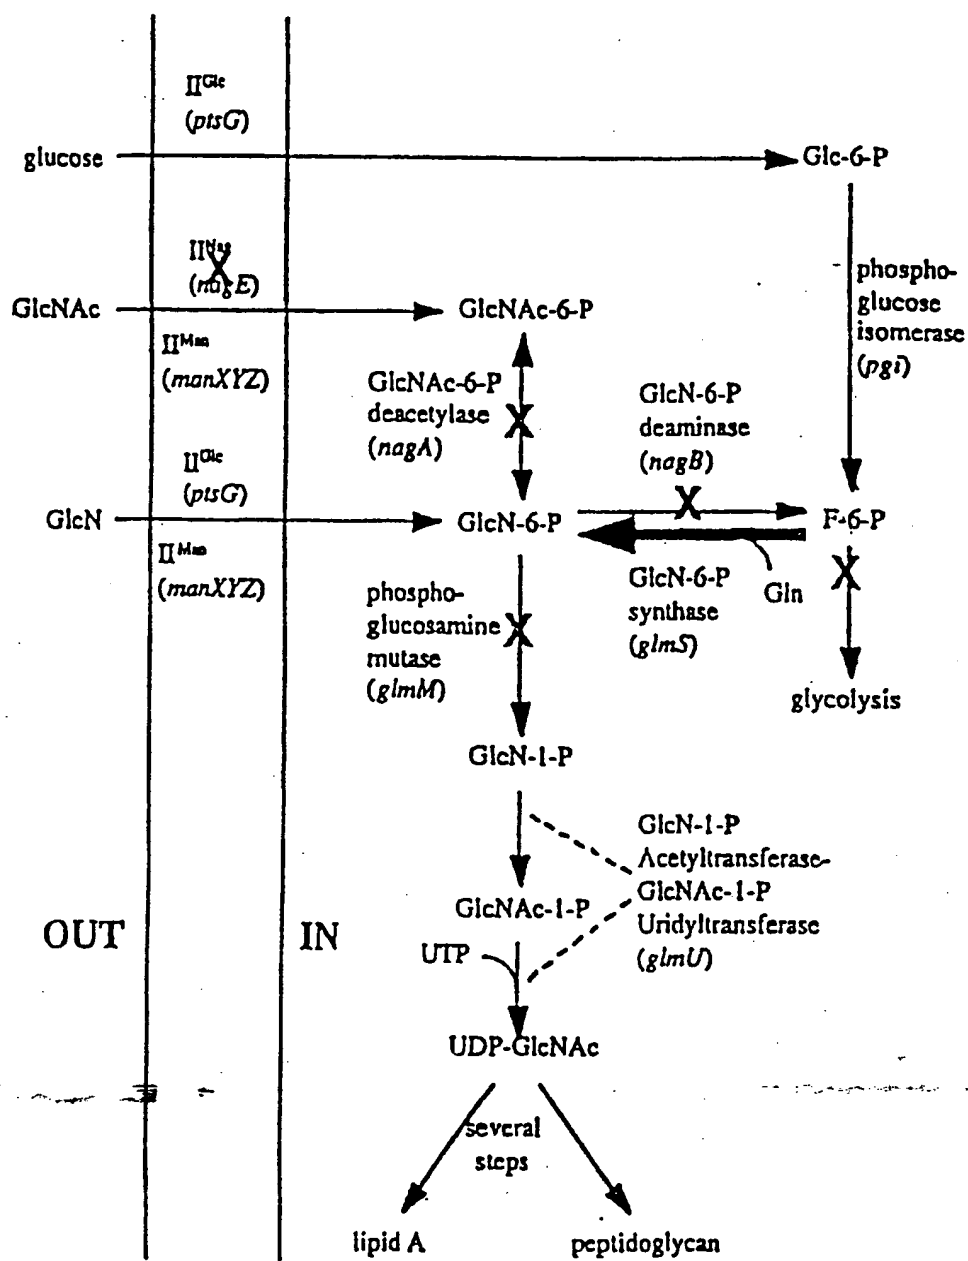 II^Glc
(ptsG)
glucose
Glc-6-P
II^Nag
(nagE)
GlcNAc
GlcNAc-6-P
II^Man
(manXYZ)
phospho-
glucose
isomerase
(pgi)
GlcNAc-6-P
deacetylase
(nagA)
GlcN-6-P
deaminase
(nagB)
II^Glc
(ptsG)
GlcN
GlcN-6-P
F-6-P
II^Man
(manXYZ)
GlcN-6-P
synthase
(glmS)
Gln
phospho-
glucosamine
mutase
(glmM)
glycolysis
GlcN-1-P
GlcN-1-P
Acetyltransferase-
GlcNAc-1-P
Uridyltransferase
(glmU)
GlcNAc-1-P
OUT
IN
UTP
UDP-GlcNAc
several
steps
lipid A
peptidoglycan